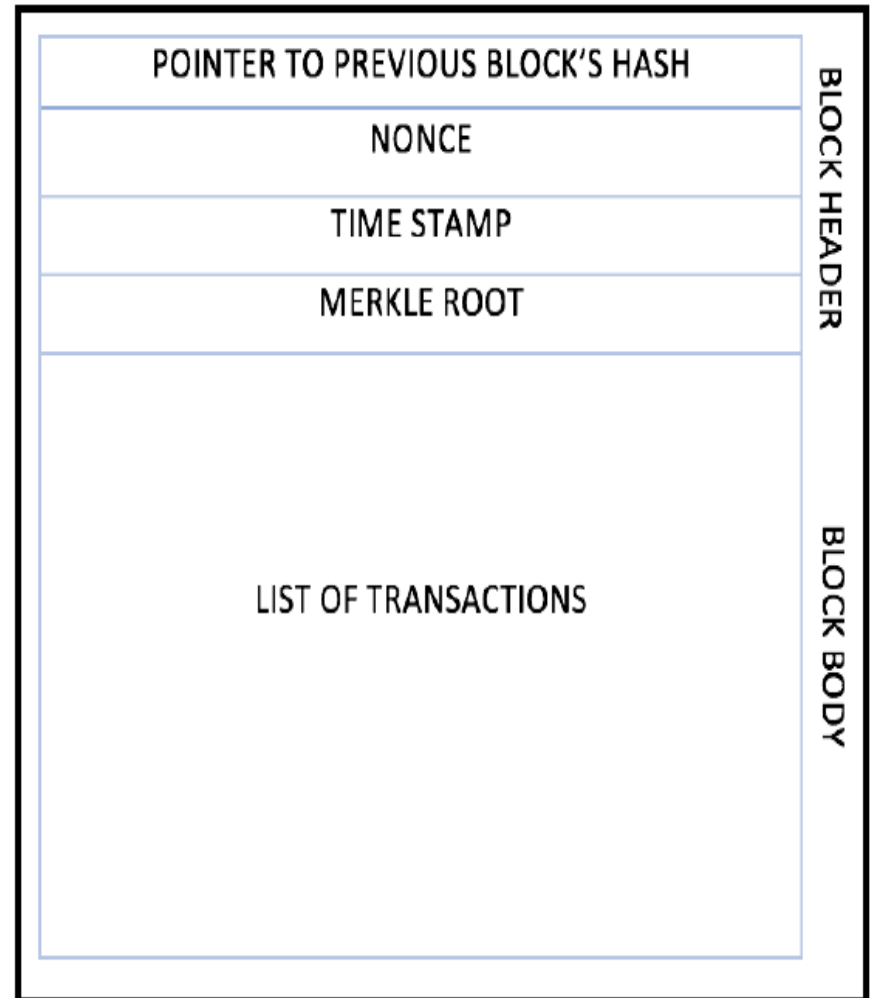 POINTER TO PREVIOUS BLOCK’S HASH
NONCE
TIME STAMP
MERKLE ROOT
BLOCK HEADER
LIST OF TRANSACTIONS
BLOCK BODY